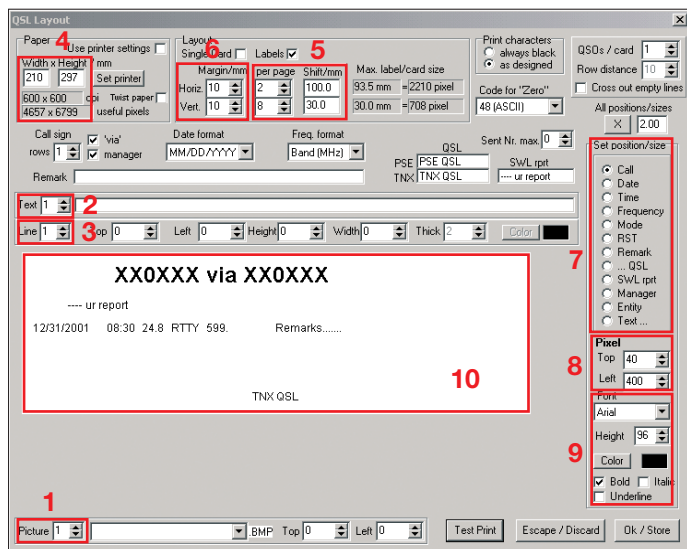 QSL Layout
Paper
4
Use printer settings
Width x Height / mm
210 297 Set printer
600 x 600 dpi Twist paper
4657 x 6799 useful pixels
Layout
Single Card Labels
6
5
Margin/mm per page Shift/mm Max. label/card size
Horiz. 10 2 100.0 93.5 mm =2210 pixel
Vert. 10 8 30.0 30.0 mm =708 pixel
Print characters
always black
as designed
Code for "Zero"
48 (ASCII)
QSOs / card 1
Row distance 10
Cross out empty lines
All positions/sizes
X 2.00
Call sign
rows 1
'via'
manager
Date format
MM/DD/YYYY
Freq. format
Band (MHz)
QSL
PSE PSE QSL
TNX TNX QSL
Sent Nr. max. 0
SWL rprt
---- ur report
Remark
Text 1 2
Line 1 3 Top 0 Left 0 Height 0 Width 0 Thick 2 Color
XX0XXX via XX0XXX
---- ur report
12/31/2001 08:30 24.8 RTTY 599. Remarks.......
10
TNX QSL
Set position/size
Call
Date
Time
Frequency
Mode
RST
Remark
... QSL
SWL rprt
Manager
Entity
Text ...
7
Pixel
Top 40
Left 400
8
Font
Arial
Height 96
Color
Bold Italic
Underline
9
1
Picture 1 .BMP Top 0 Left 0
Test Print Escape / Discard Ok / Store